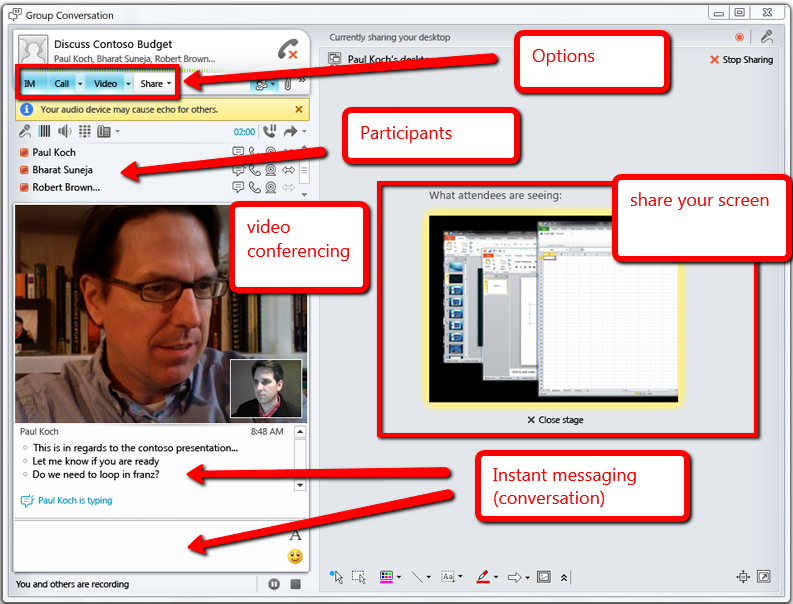 Group Conversation
Discuss Contoso Budget
Paul Koch, Bharat Suneja, Robert Brown...
IM Call Video Share
Your audio device may cause echo for others.
02:00
Paul Koch
Bharat Suneja
Robert Brown...
video
conferencing
Paul Koch 8:48 AM
This is in regards to the contoso presentation...
Let me know if you are ready
Do we need to loop in franz?
Paul Koch is typing
A
You and others are recording
Currently sharing your desktop
Paul Koch's
Stop Sharing
Options
Participants
What attendees are seeing:
share your screen
Close stage
Instant messaging
(conversation)
Aa